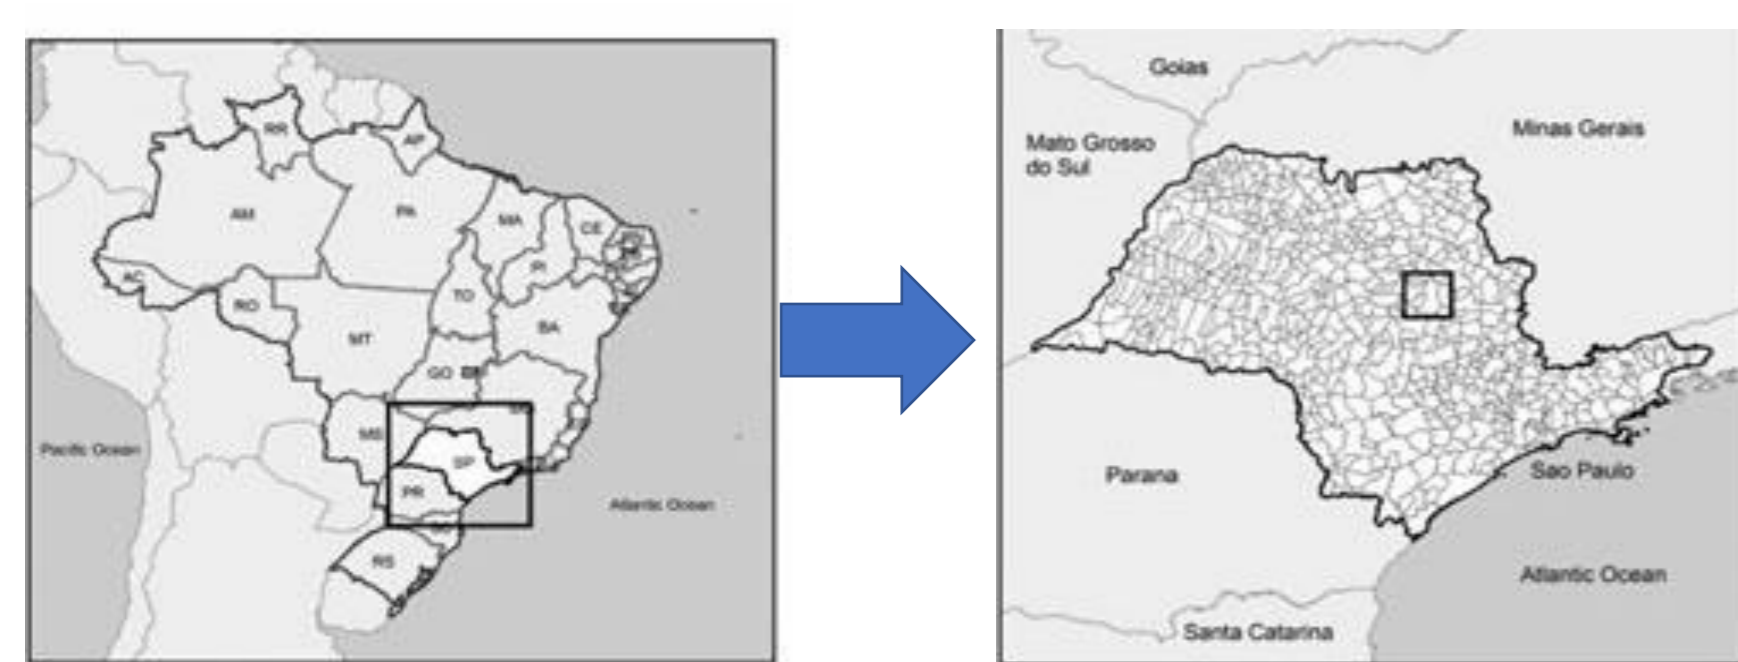 RR
AP
AM
PA
MA
CE
PI
AC
RO
TO
BA
MT
GO
DF
MS
SP
PR
RS
Pacific Ocean
Atlantic Ocean
Goias
Minas Gerais
Mato Grosso
do Sul
Parana
Sao Paulo
Atlantic Ocean
Santa Catarina